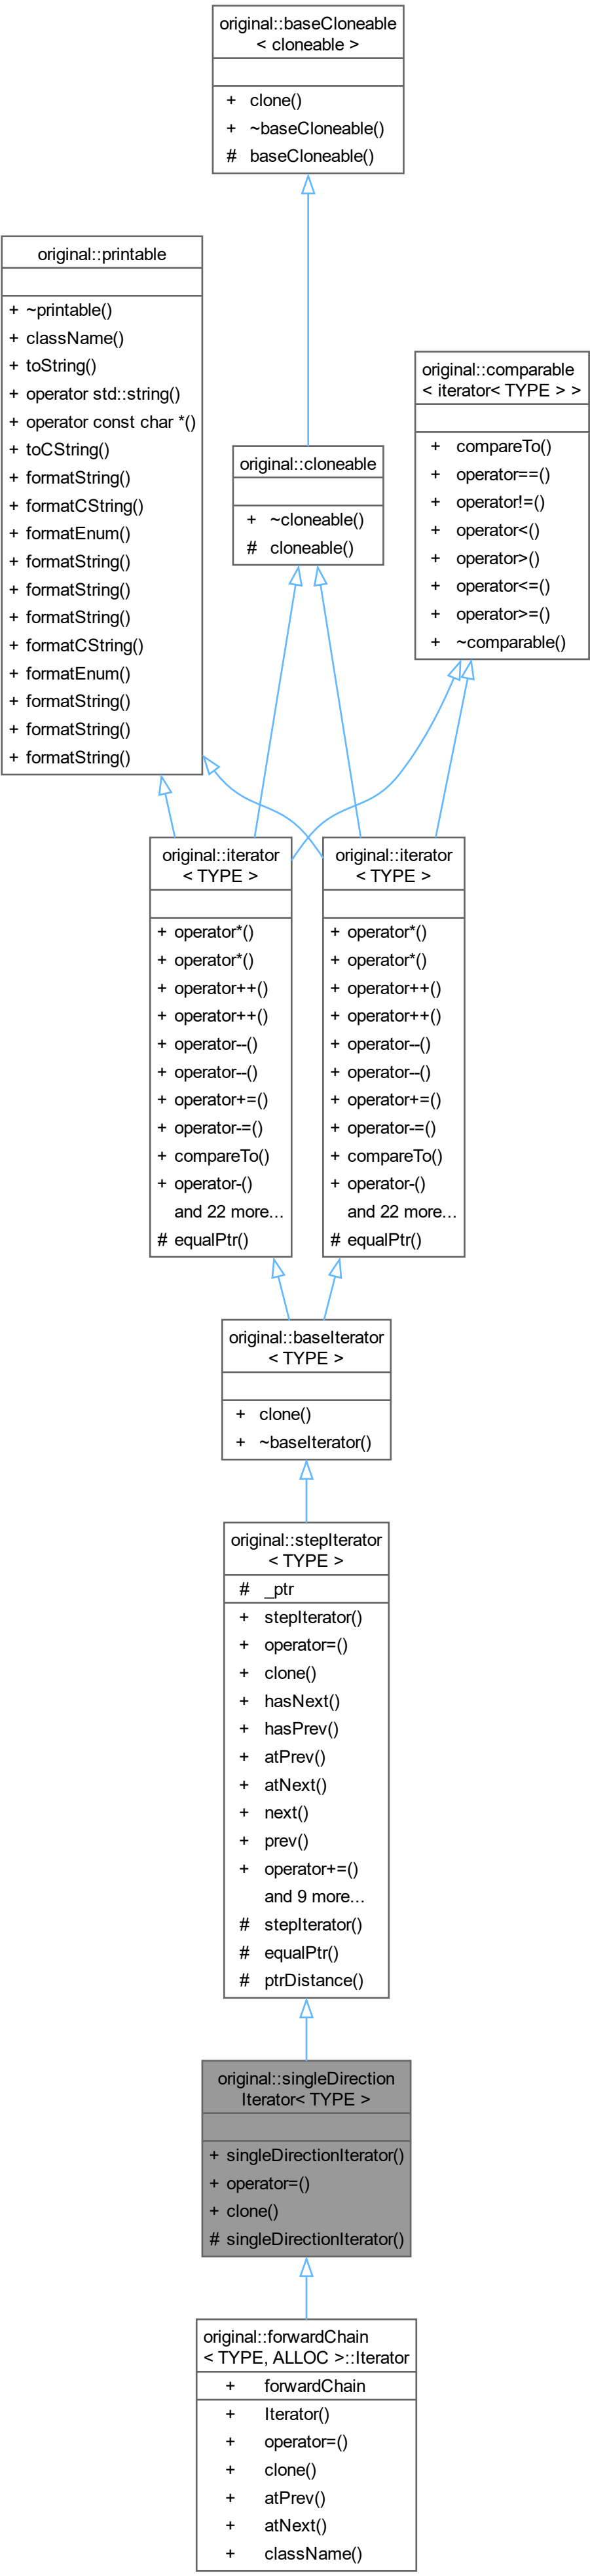 original::baseCloneable
< cloneable >
+ clone()
+ ~baseCloneable()
# baseCloneable()
original::printable
+ ~printable()
+ className()
+ toString()
+ operator std::string()
+ operator const char *()
+ toCString()
+ formatString()
+ formatCString()
+ formatEnum()
+ formatString()
+ formatString()
+ formatString()
+ formatCString()
+ formatEnum()
+ formatString()
+ formatString()
+ formatString()
original::comparable
< iterator< TYPE > >
+ compareTo()
+ operator==()
+ operator!=()
+ operator<()
+ operator>()
+ operator<=()
+ operator>=()
+ ~comparable()
original::cloneable
+ ~cloneable()
# cloneable()
original::iterator
< TYPE >
+ operator*()
+ operator*()
+ operator++()
+ operator++()
+ operator--()
+ operator--()
+ operator+=()
+ operator-=()
+ compareTo()
+ operator-()
and 22 more...
# equalPtr()
original::iterator
< TYPE >
+ operator*()
+ operator*()
+ operator++()
+ operator++()
+ operator--()
+ operator--()
+ operator+=()
+ operator-=()
+ compareTo()
+ operator-()
and 22 more...
# equalPtr()
original::baseIterator
< TYPE >
+ clone()
+ ~baseIterator()
original::stepIterator
< TYPE >
# _ptr
+ stepIterator()
+ operator=()
+ clone()
+ hasNext()
+ hasPrev()
+ atPrev()
+ atNext()
+ next()
+ prev()
+ operator+=()
and 9 more...
# stepIterator()
# equalPtr()
# ptrDistance()
original::singleDirection
Iterator< TYPE >
+ singleDirectionIterator()
+ operator=()
+ clone()
# singleDirectionIterator()
original::forwardChain
< TYPE, ALLOC >::Iterator
+ forwardChain
+ Iterator()
+ operator=()
+ clone()
+ atPrev()
+ atNext()
+ className()